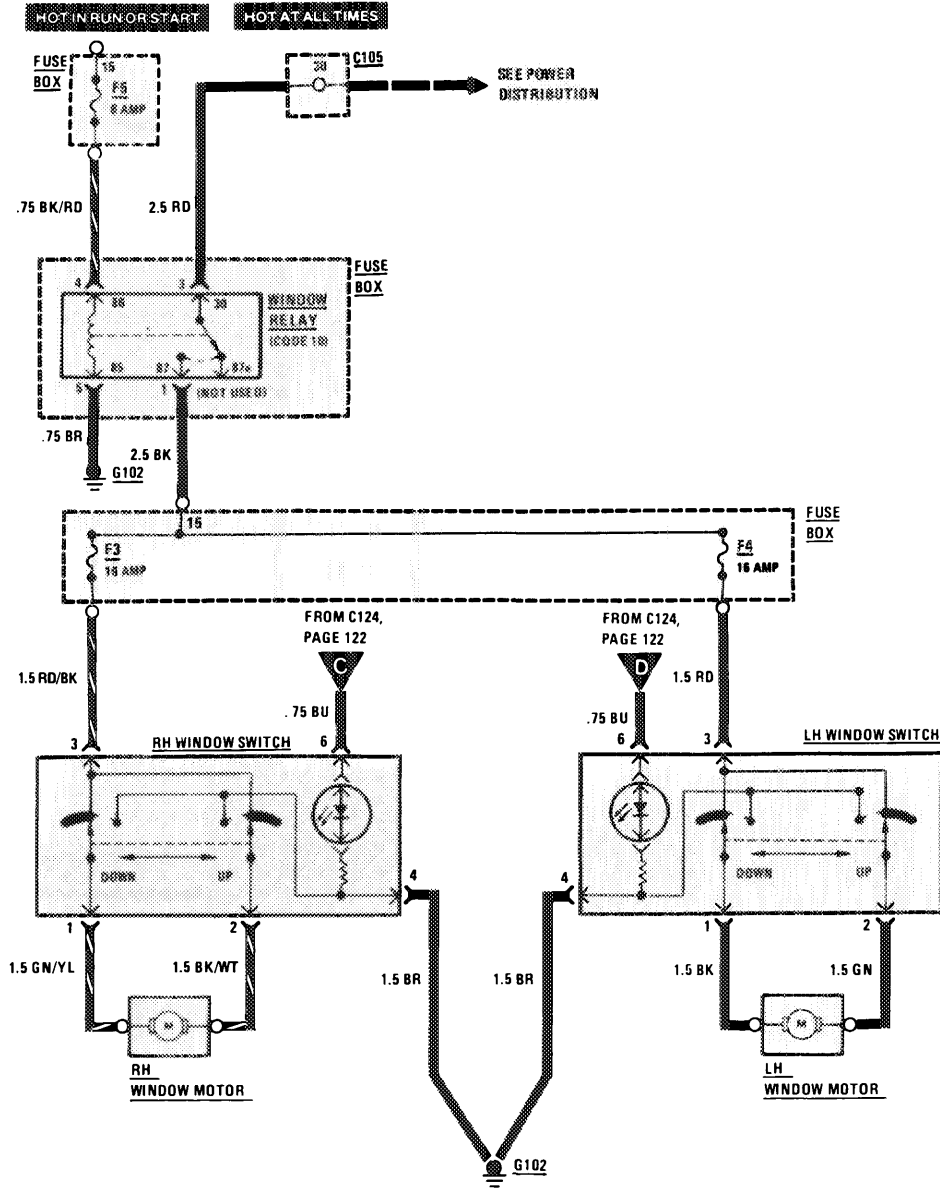 HOT IN RUN OR START
HOT AT ALL TIMES
FUSE
BOX
15
F5
8 AMP
30
C105
SEE POWER
DISTRIBUTION
.75 BK/RD
2.5 RD
FUSE
BOX
4
3
86
30
WINDOW
RELAY
(CODE 10)
85
87
87a
5
1
(NOT USED)
.75 BR
2.5 BK
G102
15
FUSE
BOX
F3
16 AMP
F4
16 AMP
FROM C124,
PAGE 122
FROM C124,
PAGE 122
C
D
1.5 RD/BK
.75 BU
.75 BU
1.5 RD
3
RH WINDOW SWITCH
6
6
3
LH WINDOW SWITCH
DOWN
UP
DOWN
UP
4
4
1
2
1
2
1.5 GN/YL
1.5 BK/WT
1.5 BR
1.5 BR
1.5 BK
1.5 GN
M
M
RH
WINDOW MOTOR
LH
WINDOW MOTOR
G102